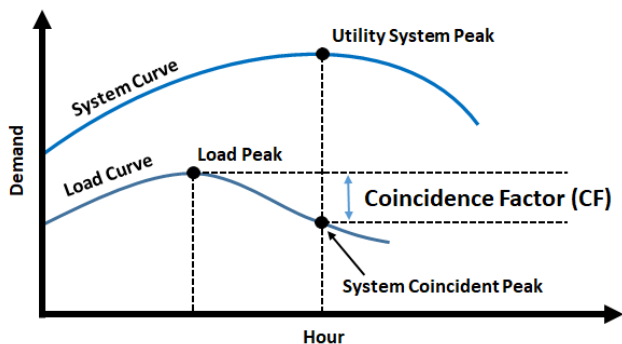 Utility System Peak
System Curve
Load Peak
Load Curve
Coincidence Factor (CF)
System Coincident Peak
Demand
Hour